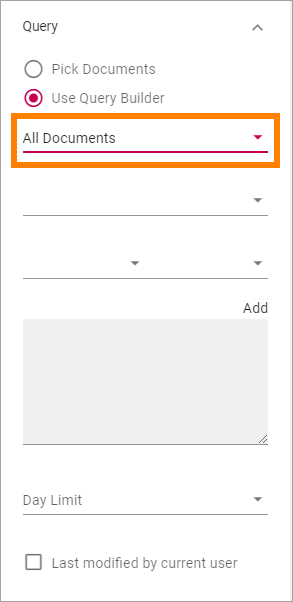 Query
Pick Documents
Use Query Builder
All Documents
Add
Day Limit
Last modified by current user